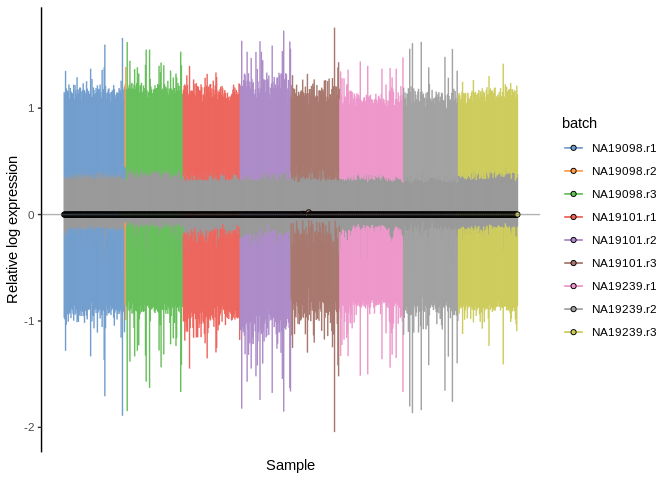 Relative log expression
1
0
-1
-2
Sample
batch
NA19098.r1
NA19098.r2
NA19098.r3
NA19101.r1
NA19101.r2
NA19101.r3
NA19239.r1
NA19239.r2
NA19239.r3